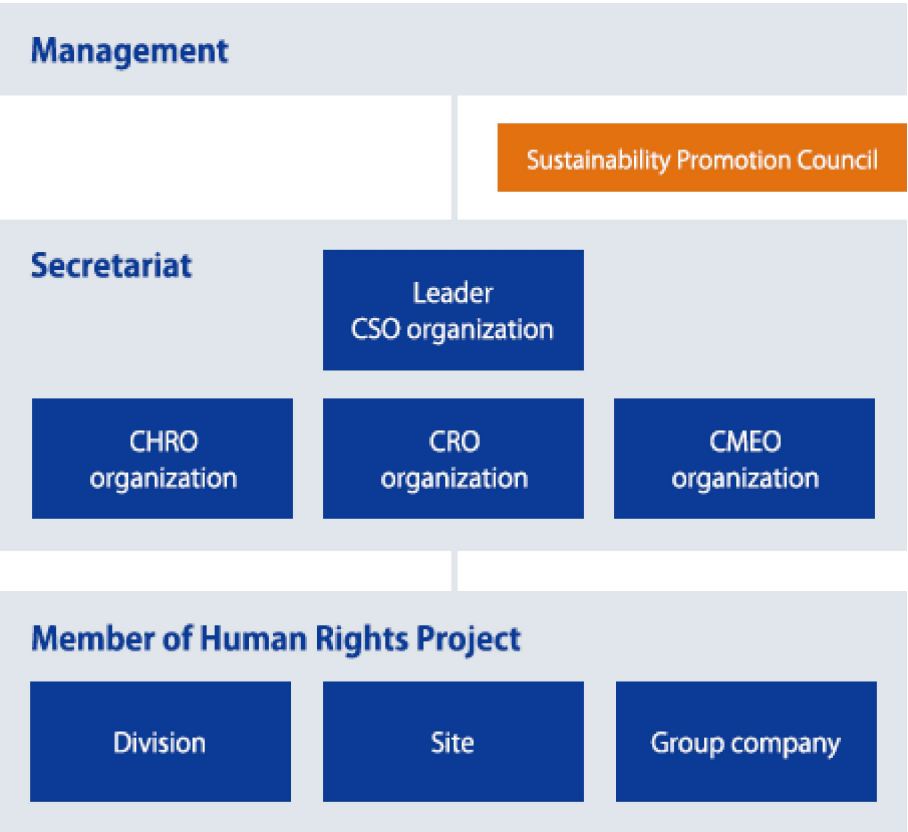 Management
Sustainability Promotion Council
Secretariat
Leader
CSO organization
CHRO
organization
CRO
organization
CMEO
organization
Member of Human Rights Project
Division
Site
Group company